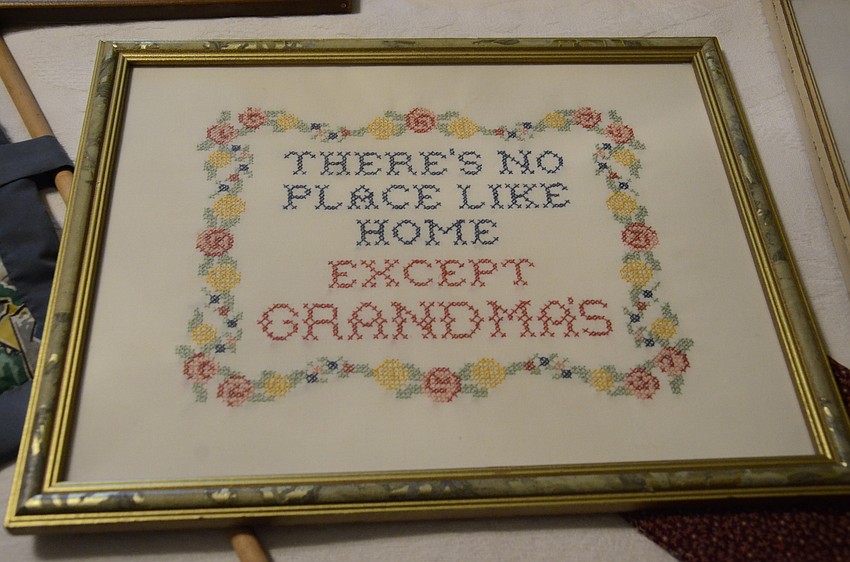 THERE'S NO
PLACE LIKE
HOME
EXCEPT
GRANDMA'S